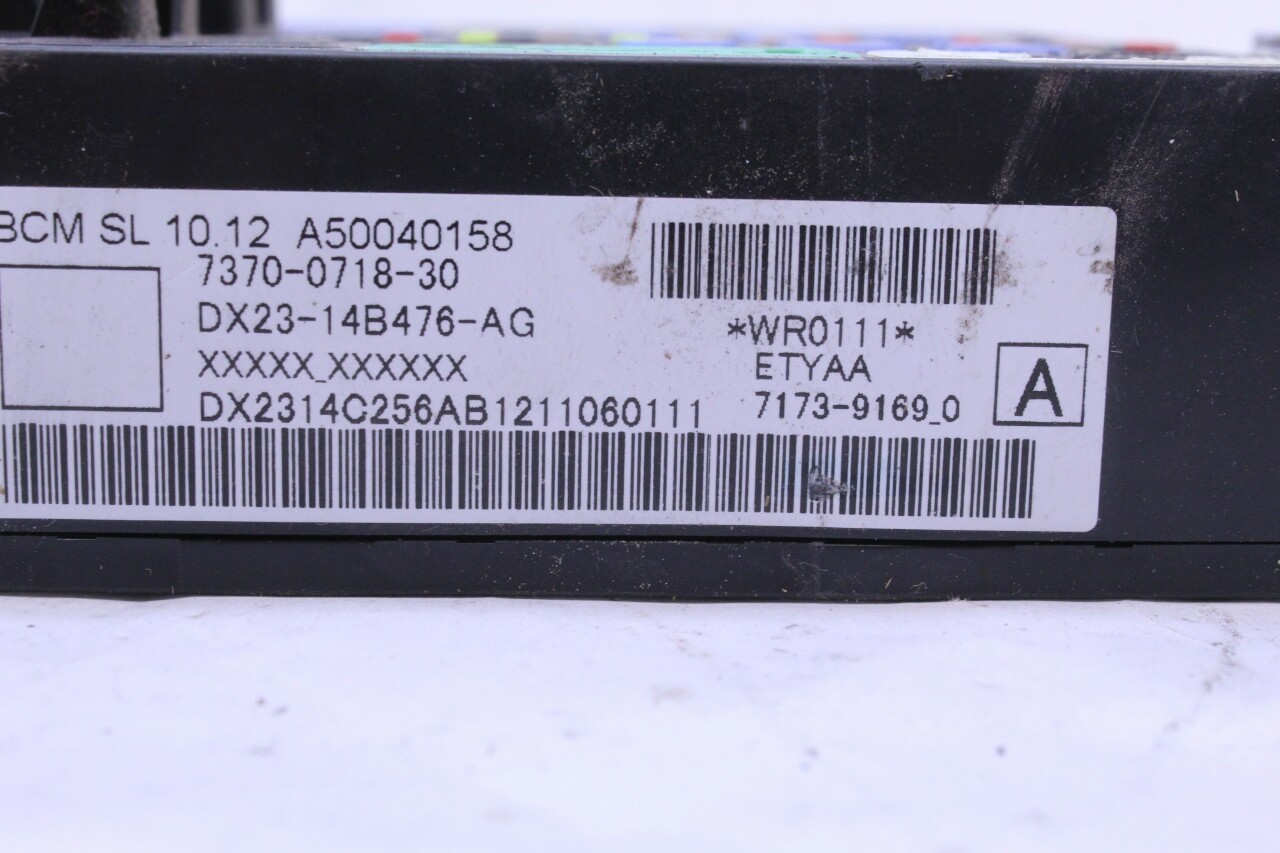 BCM SL 10.12 A50040158
7370-0718-30
DX23-14B476-AG
XXXXX_XXXXXX
DX2314C256AB1211060111
*WR0111*
ETYAA
7173-9169_0
A